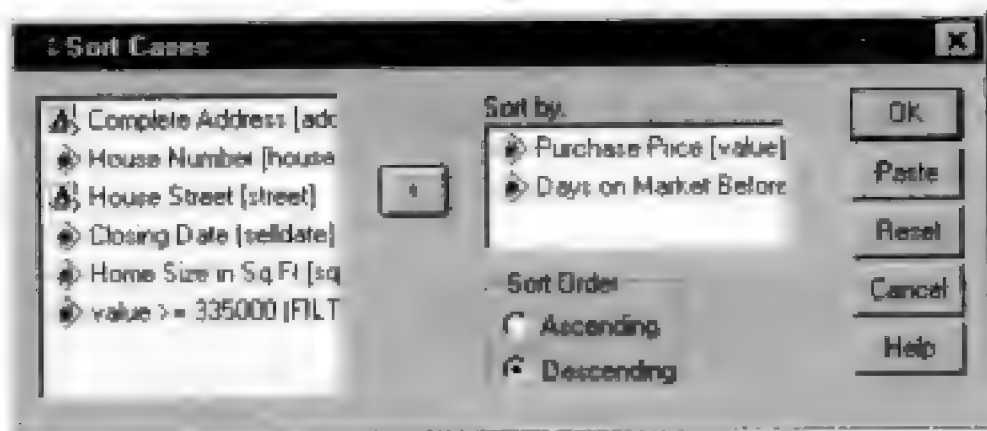 Sort Cases
Complete Address [adc
House Number [house
House Street [street]
Closing Date [selldate]
Home Size in Sq Ft [sq
value >= 335000 (FILT
Sort by:
Purchase Price [value]
Days on Market Before
Sort Order
Ascending
Descending
OK
Paste
Reset
Cancel
Help